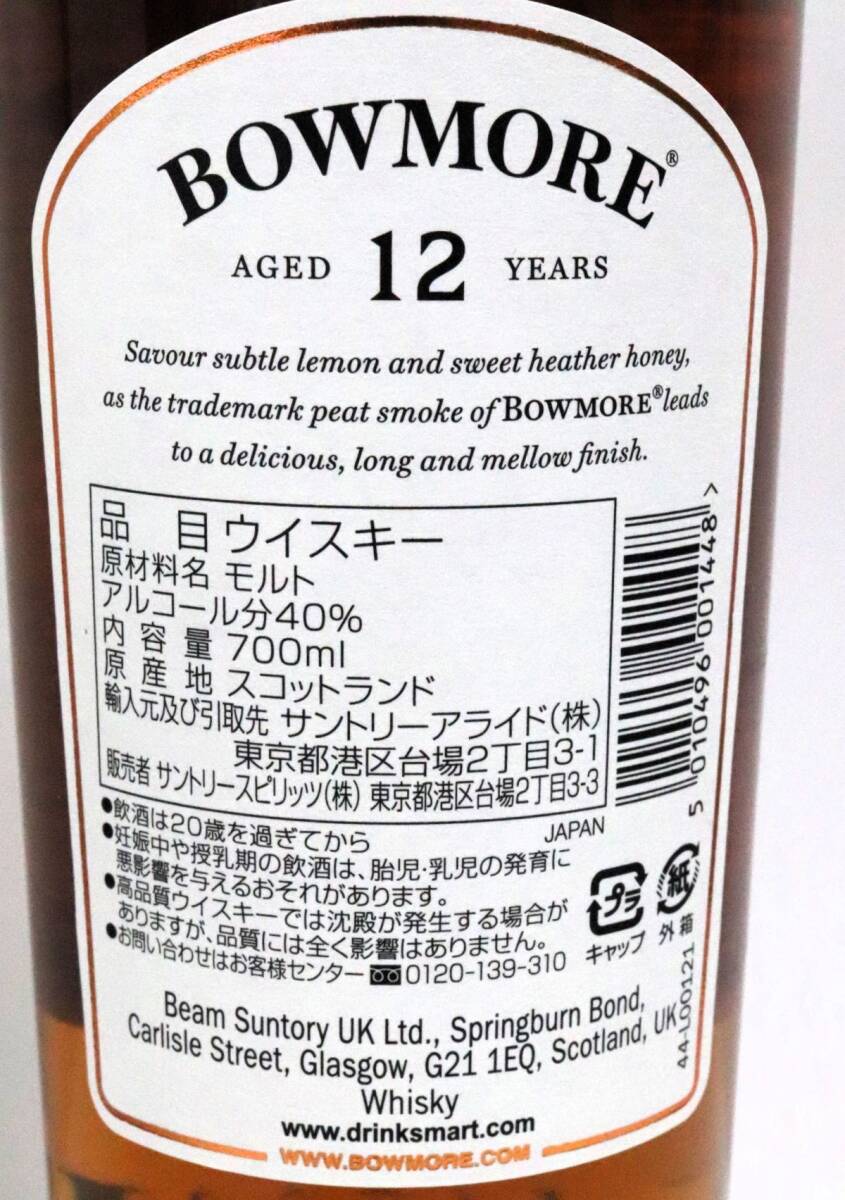 BOWMORE®
AGED 12 YEARS
Savour subtle lemon and sweet heather honey,
as the trademark peat smoke of BOWMORE® leads
to a delicious, long and mellow finish.
品 目 ウイスキー
原材料名 モルト
アルコール分40%
内容量 700ml
原産地 スコットランド
輸入元及び引取先 サントリーアライド(株)
東京都港区台場2丁目3-1
販売者 サントリースピリッツ(株) 東京都港区台場2丁目3-3
JAPAN
●飲酒は20歳を過ぎてから
●妊娠中や授乳期の飲酒は、胎児・乳児の発育に
悪影響を与えるおそれがあります。
●高品質ウイスキーでは沈殿が発生する場合が
ありますが、品質には全く影響はありません。
●お問い合わせはお客様センター 0120-139-310
プラ
キャップ
紙
外箱
5 010496 001448 >
44-L00121
Beam Suntory UK Ltd., Springburn Bond,
Carlisle Street, Glasgow, G21 1EQ, Scotland, UK
Whisky
www.drinksmart.com
WWW.BOWMORE.COM